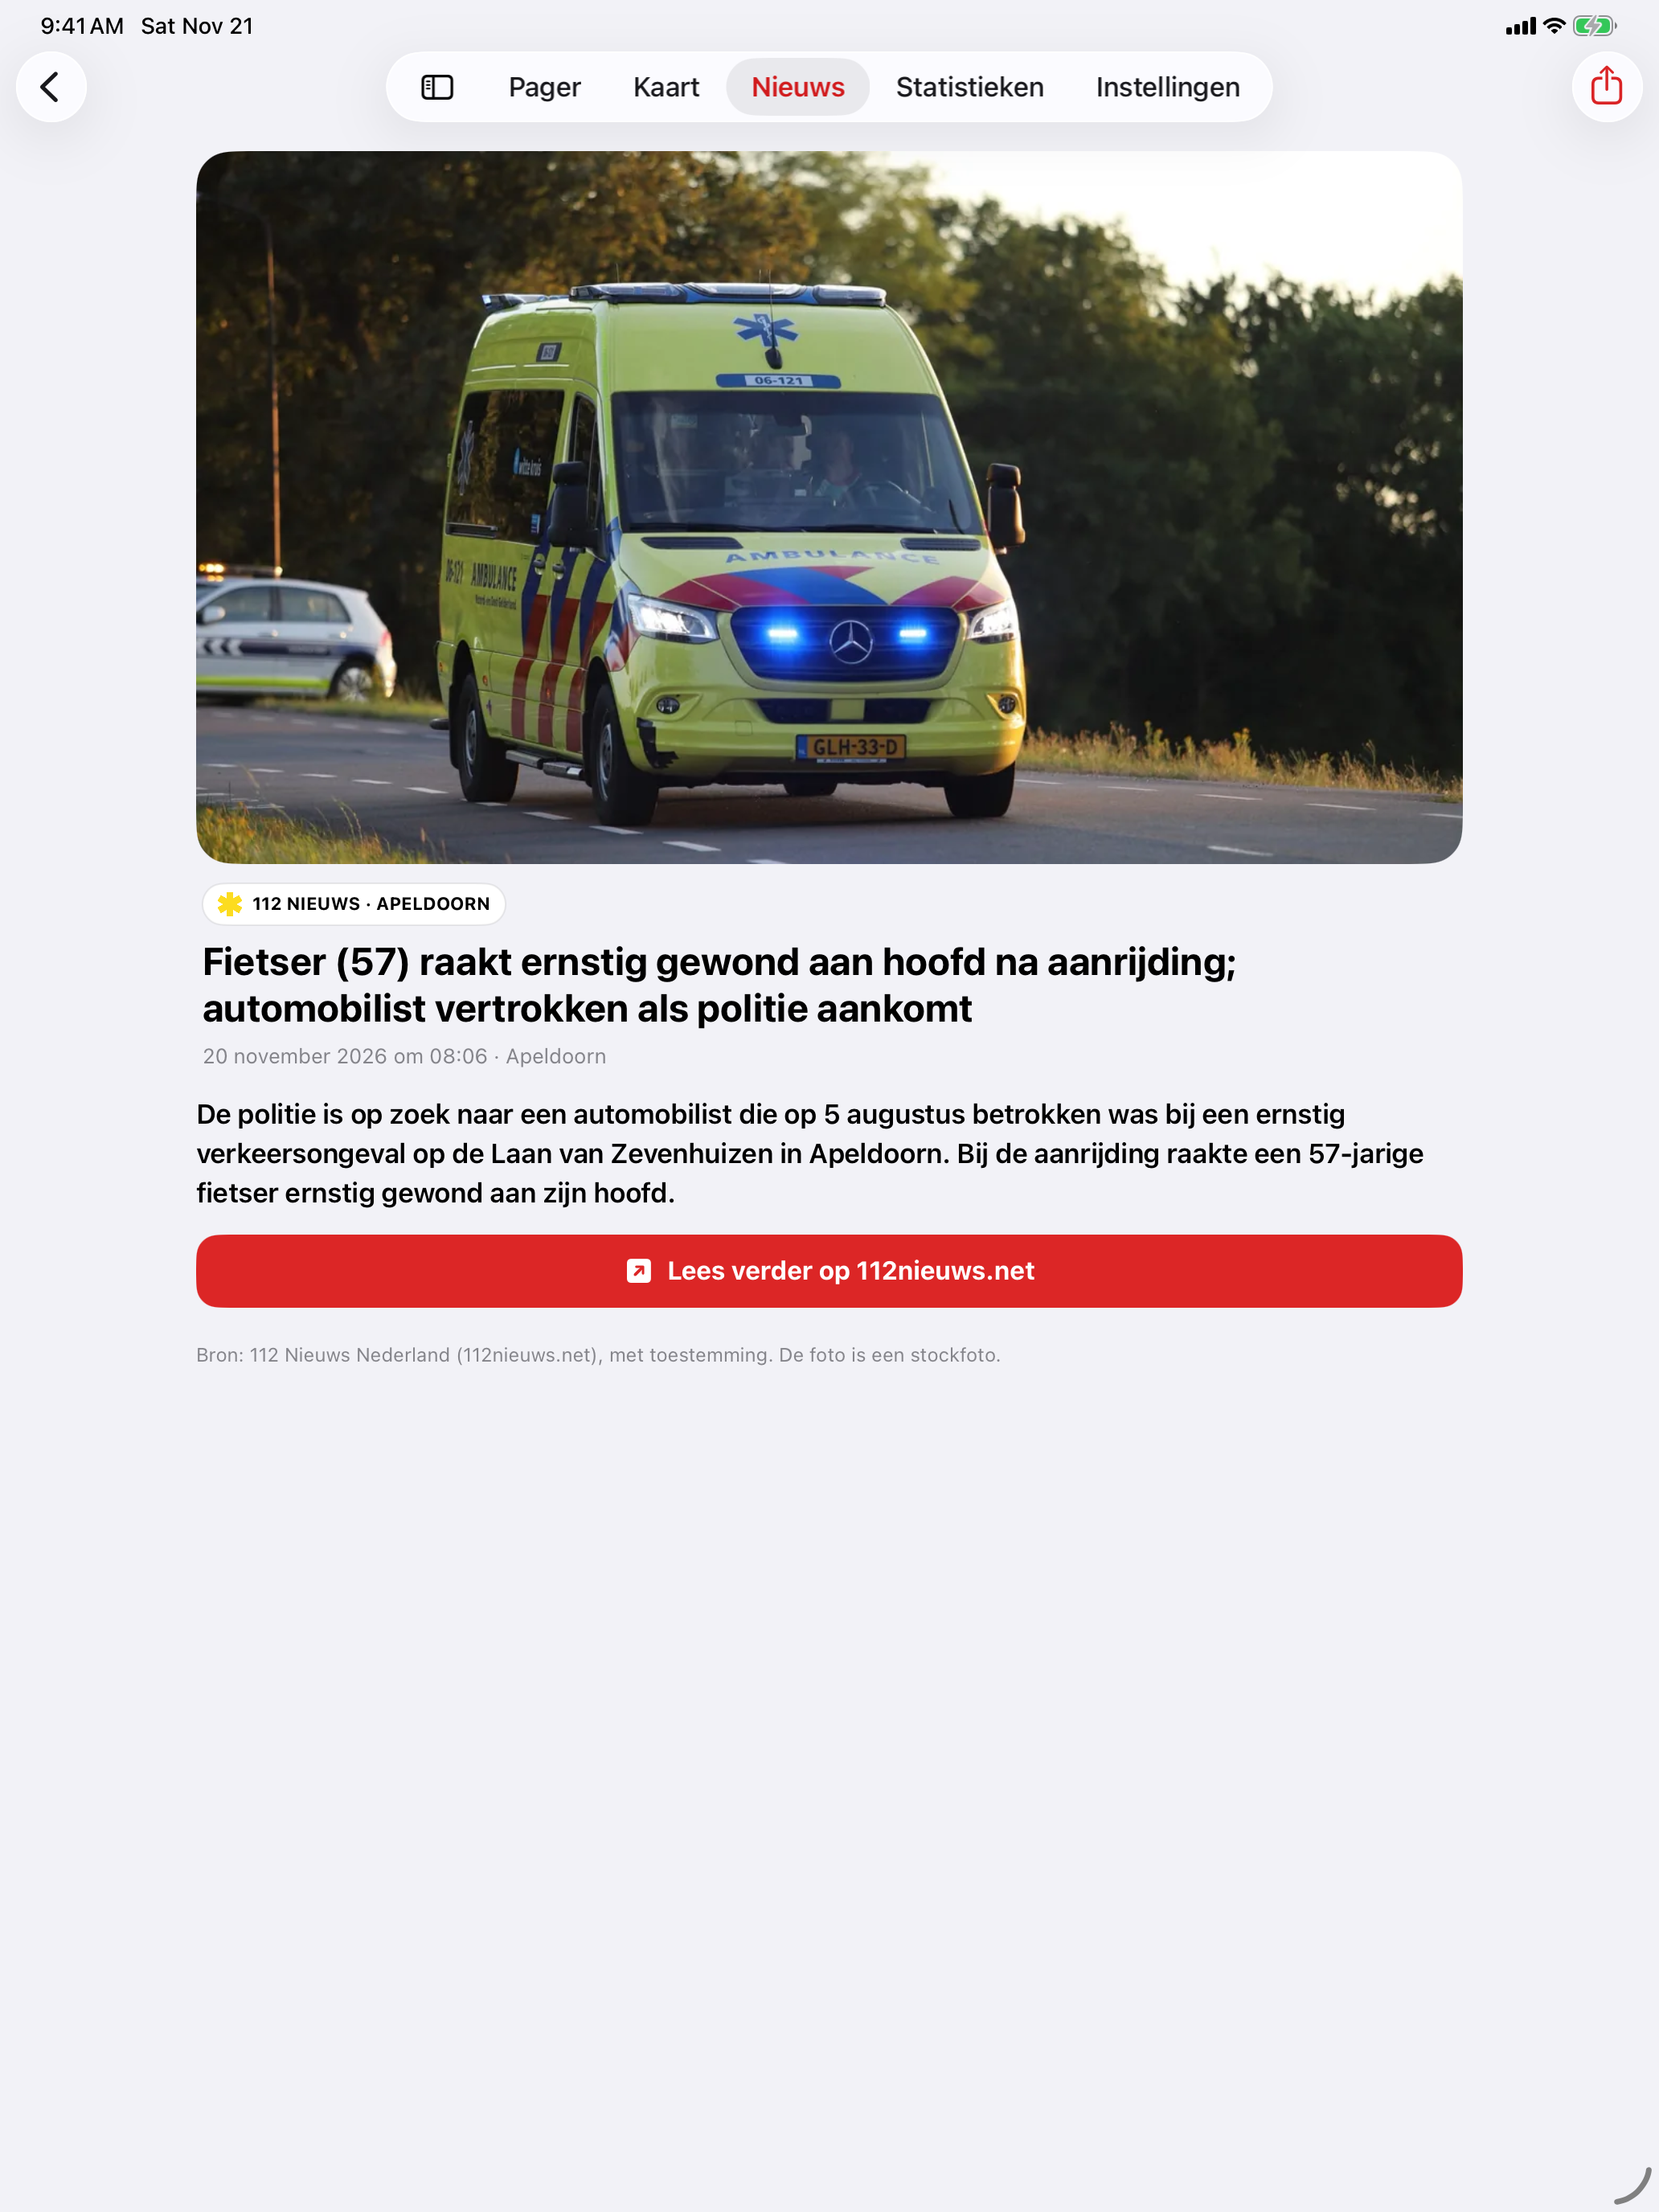 9:41 AM Sat Nov 21
Pager
Kaart
Nieuws
Statistieken
Instellingen
06-121
AMBULANCE
06-121 AMBULANCE
GLH-33-D
112 NIEUWS · APELDOORN
Fietser (57) raakt ernstig gewond aan hoofd na aanrijding;
automobilist vertrokken als politie aankomt
20 november 2026 om 08:06 · Apeldoorn
De politie is op zoek naar een automobilist die op 5 augustus betrokken was bij een ernstig
verkeersongeval op de Laan van Zevenhuizen in Apeldoorn. Bij de aanrijding raakte een 57-jarige
fietser ernstig gewond aan zijn hoofd.
Lees verder op 112nieuws.net
Bron: 112 Nieuws Nederland (112nieuws.net), met toestemming. De foto is een stockfoto.